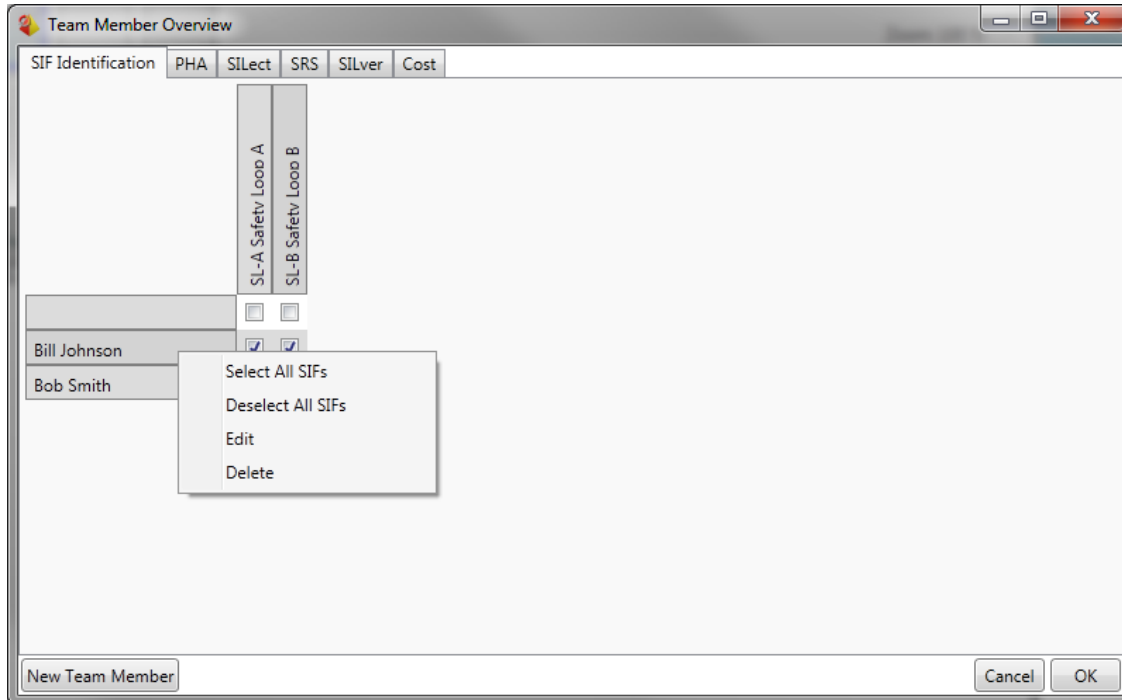 Team Member Overview
SIF Identification PHA SILect SRS SILver Cost
SL-A Safety Loop A
SL-B Safety Loop B
Bill Johnson
Bob Smith
Select All SIFs
Deselect All SIFs
Edit
Delete
New Team Member Cancel OK